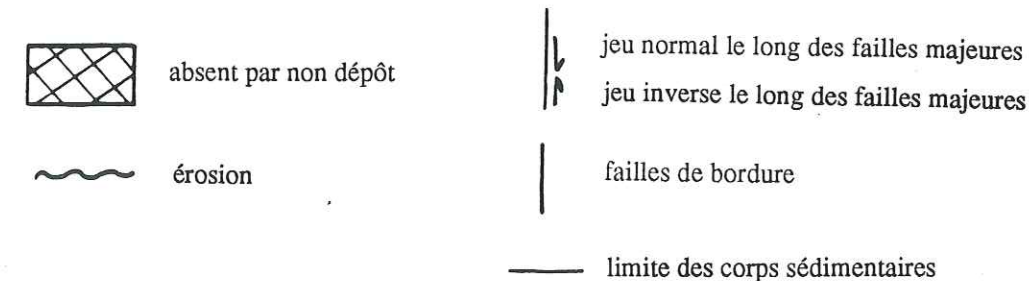 absent par non dépôt
érosion
jeu normal le long des failles majeures
jeu inverse le long des failles majeures
failles de bordure
limite des corps sédimentaires